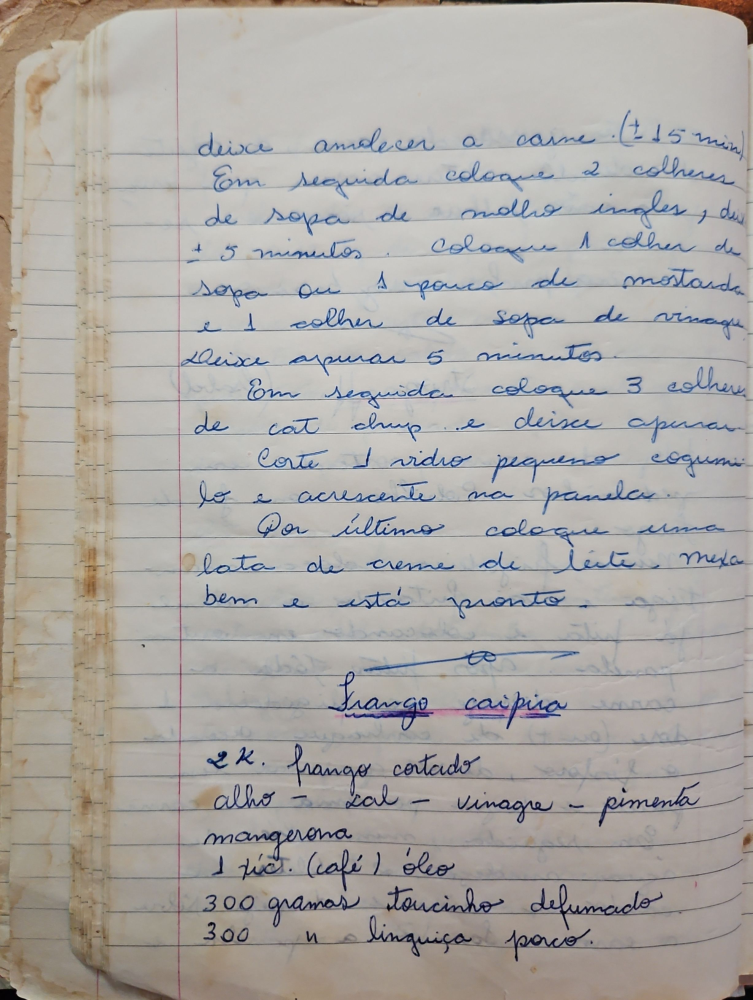 deixe amolecer a carne. (± 15 min)
Em seguida coloque 2 colheres
de sopa de molho ingles, dei
± 5 minutos. Coloque 1 colher de
sopa ou 1 pouco de mostarda
e 1 colher de sopa de vinagre
Deixe apurar 5 minutos.
Em seguida coloque 3 colheres
de cat chup e deixe apurar
Corte 1 vidro pequeno cogume
lo e acrescente na panela.
Por último coloque uma
lata de creme de leite. Mexa
bem e está pronto.
Frango caipira
2 K. frango cortado
alho – sal – vinagre – pimenta
mangerona
1 xíc. (café) óleo
300 gramas toucinho defumado
300 " linguiça porco.